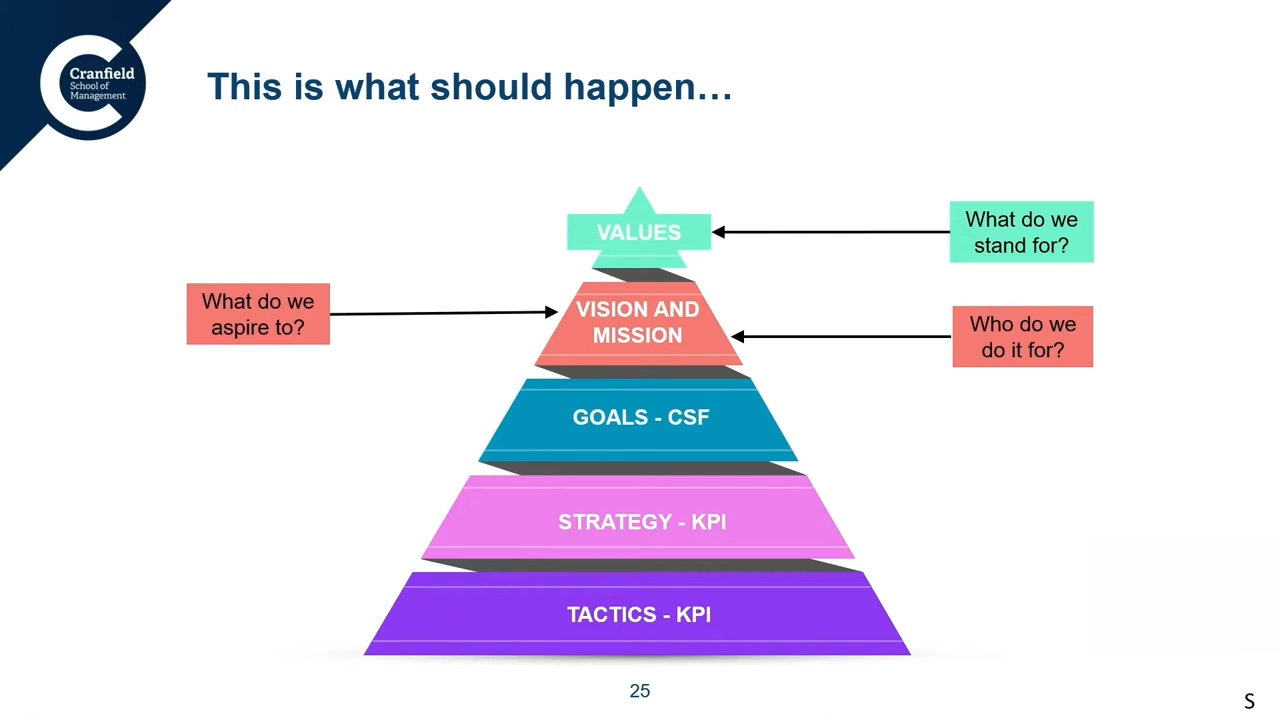 Cranfield
School of
Management
This is what should happen…
VALUES
What do we
stand for?
What do we
aspire to?
VISION AND
MISSION
Who do we
do it for?
GOALS - CSF
STRATEGY - KPI
TACTICS - KPI
25
S